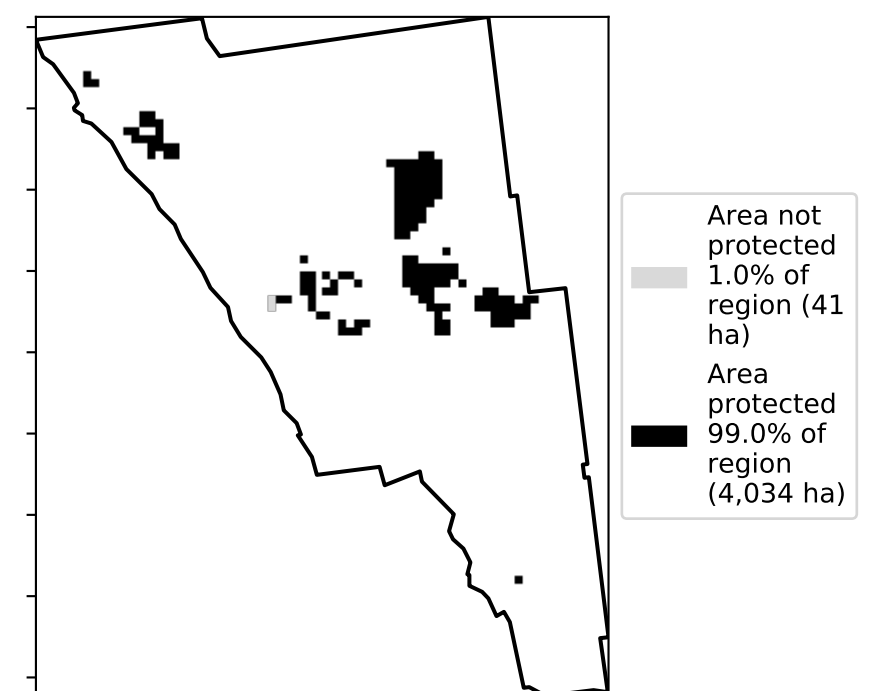 Area not
protected
1.0% of
region (41
ha)
Area
protected
99.0% of
region
(4,034 ha)